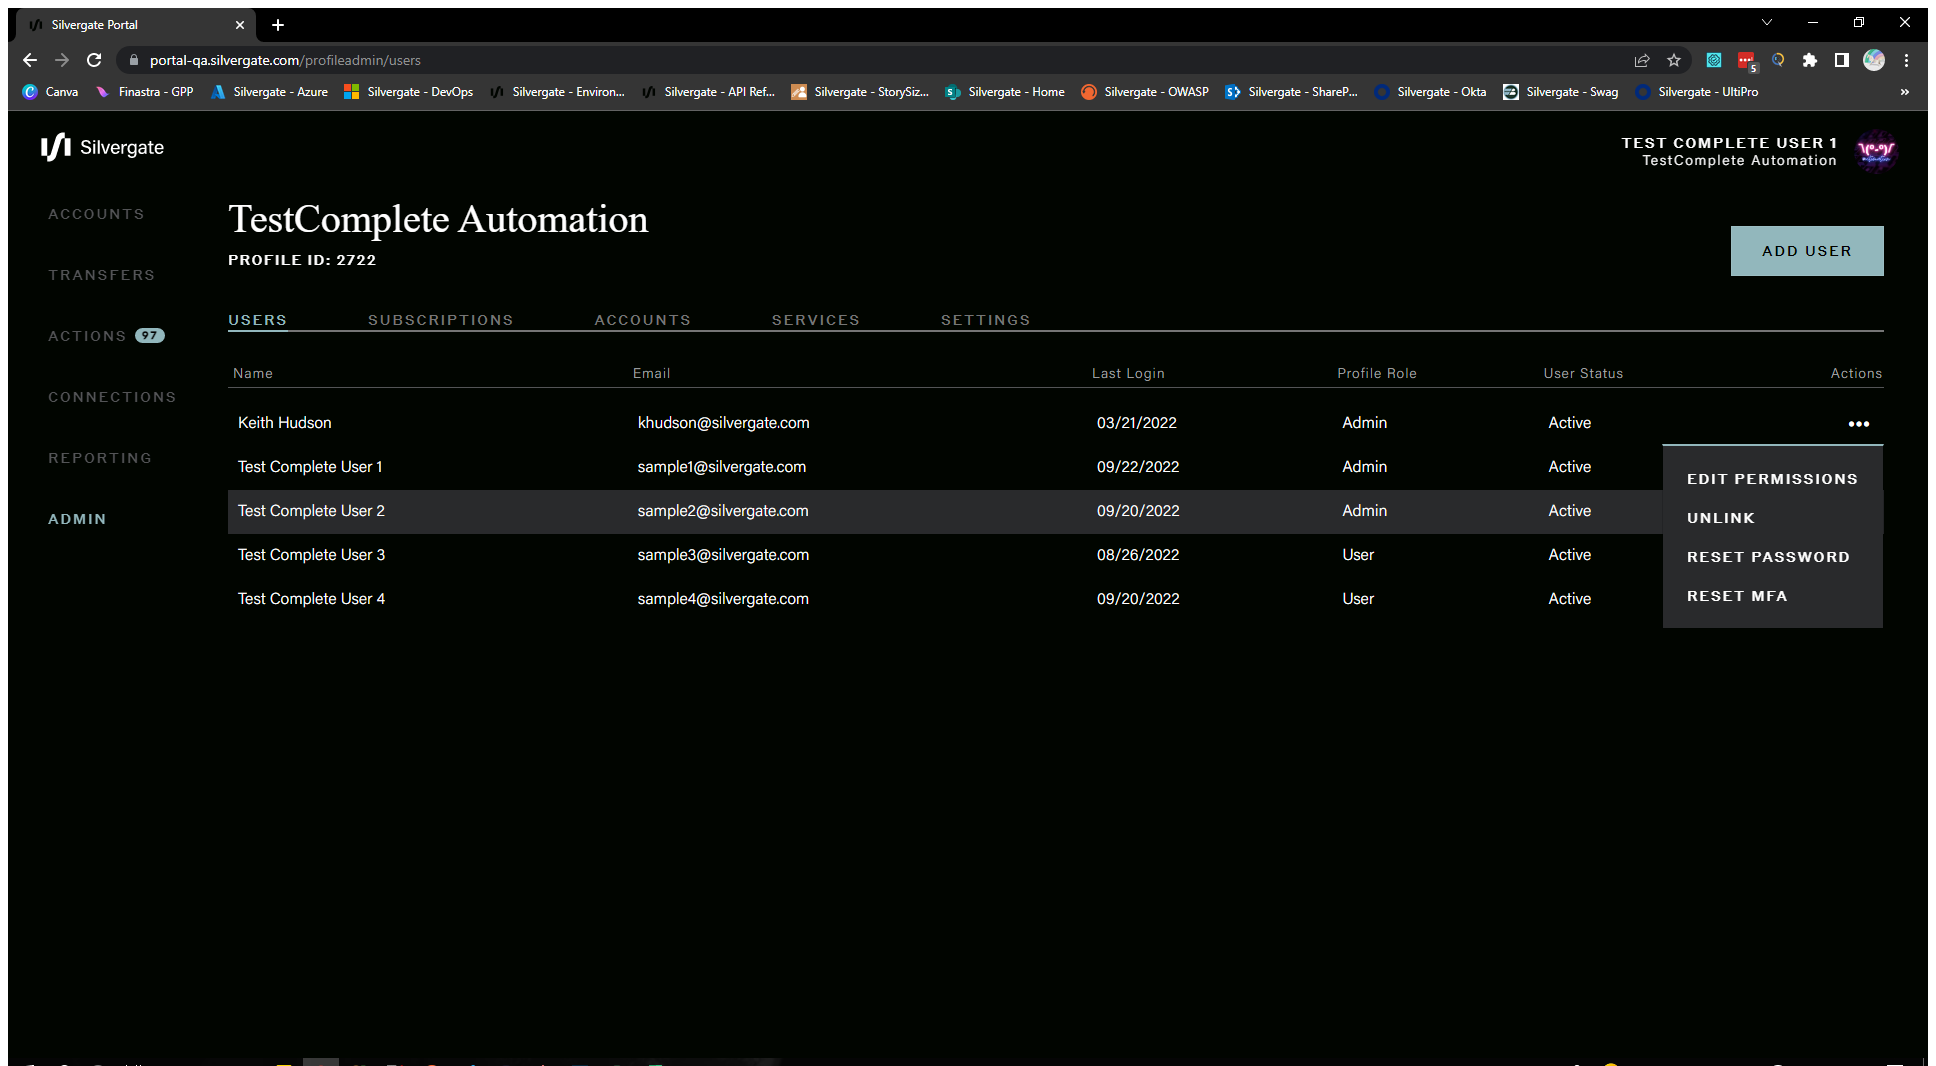 Silvergate Portal
portal-qa.silvergate.com/profileadmin/users
5
Canva Finastra - GPP Silvergate - Azure Silvergate - DevOps Silvergate - Environ... Silvergate - API Ref... Silvergate - StorySiz... Silvergate - Home Silvergate - OWASP Silvergate - ShareP... Silvergate - Okta Silvergate - Swag Silvergate - UltiPro »
Silvergate
TEST COMPLETE USER 1
TestComplete Automation
ACCOUNTS
TRANSFERS
ACTIONS 97
CONNECTIONS
REPORTING
ADMIN
TestComplete Automation
PROFILE ID: 2722
ADD USER
USERS SUBSCRIPTIONS ACCOUNTS SERVICES SETTINGS
Name Email Last Login Profile Role User Status Actions
Keith Hudson khudson@silvergate.com 03/21/2022 Admin Active •••
Test Complete User 1 sample1@silvergate.com 09/22/2022 Admin Active
Test Complete User 2 sample2@silvergate.com 09/20/2022 Admin Active
Test Complete User 3 sample3@silvergate.com 08/26/2022 User Active
Test Complete User 4 sample4@silvergate.com 09/20/2022 User Active
EDIT PERMISSIONS
UNLINK
RESET PASSWORD
RESET MFA